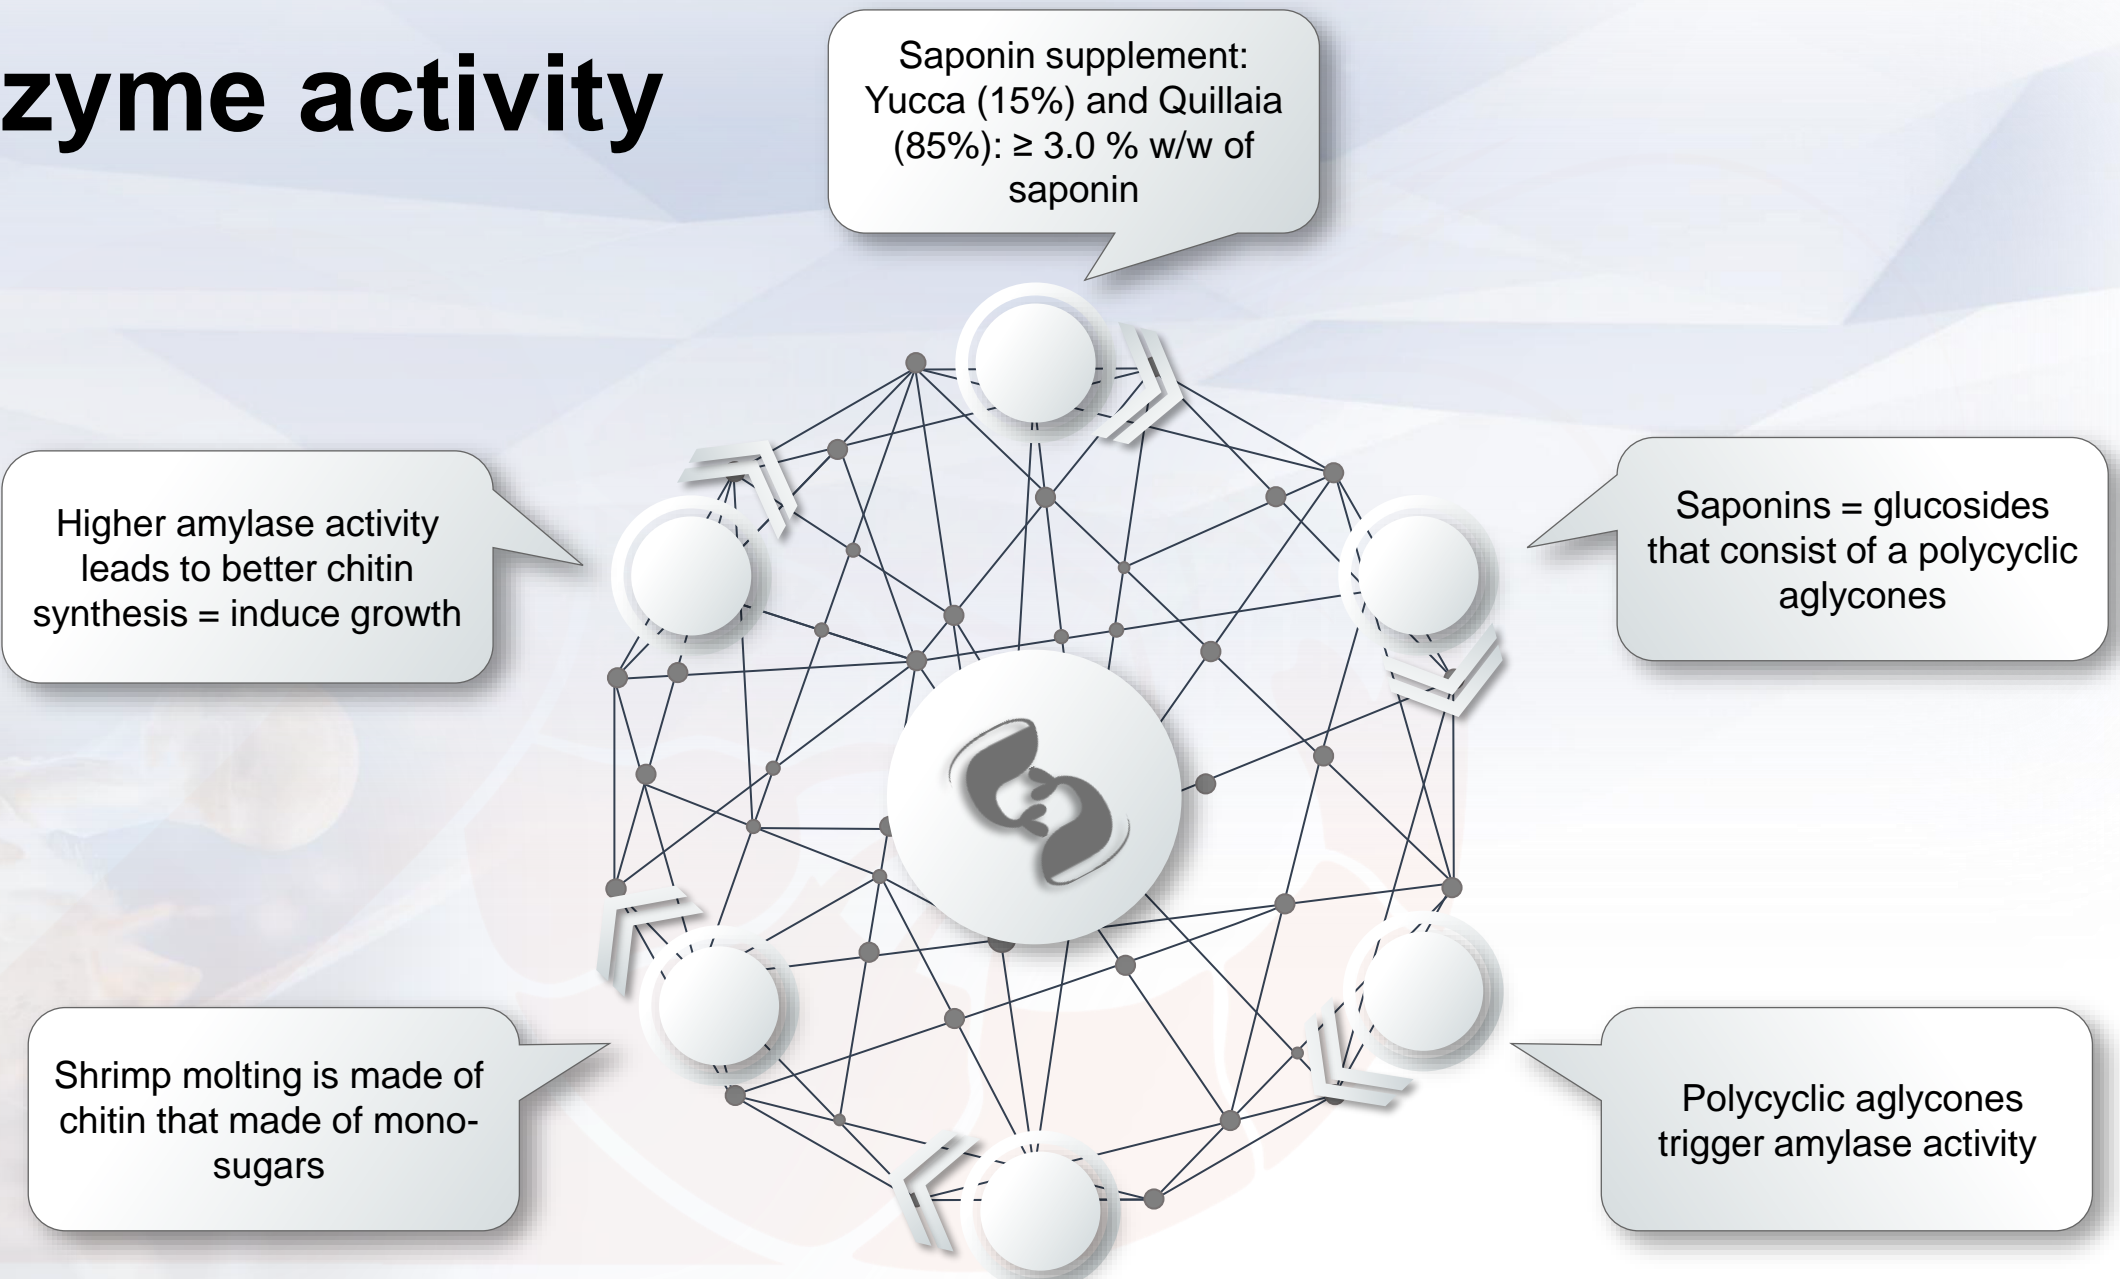 zyme activity
Saponin supplement:
Yucca (15%) and Quillaia
(85%): ≥ 3.0 % w/w of
saponin
Higher amylase activity
leads to better chitin
synthesis = induce growth
Saponins = glucosides
that consist of a polycyclic
aglycones
Shrimp molting is made of
chitin that made of mono-
sugars
Polycyclic aglycones
trigger amylase activity